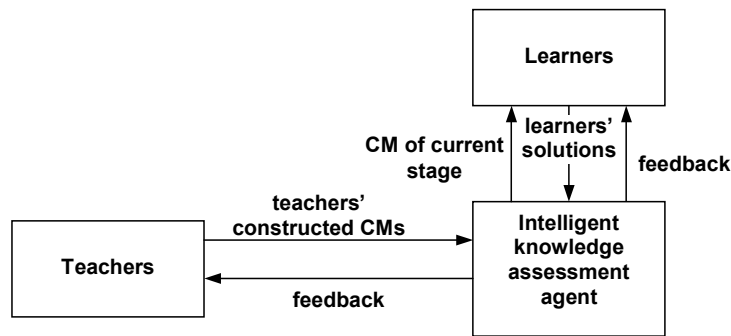 Learners
CM of current
stage
learners'
solutions
feedback
teachers'
constructed CMs
Teachers
feedback
Intelligent
knowledge
assessment
agent